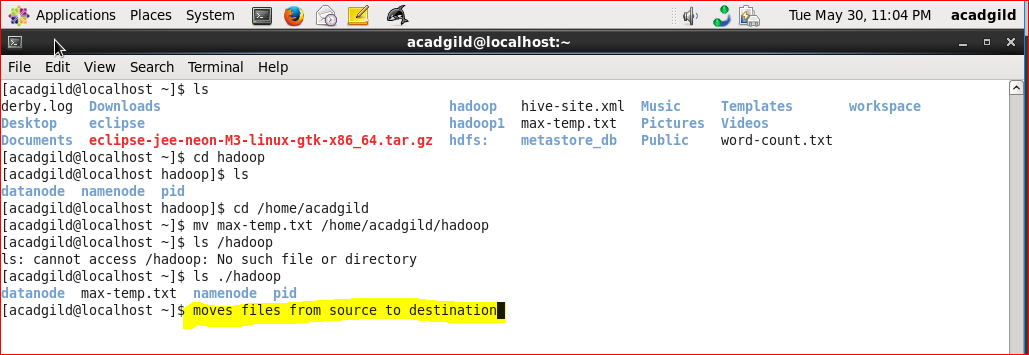 Applications Places System Tue May 30, 11:04 PM acadgild
acadgild@localhost:~
File Edit View Search Terminal Help
[acadgild@localhost ~]$ ls
derby.log Downloads hadoop hive-site.xml Music Templates workspace
Desktop eclipse hadoop1 max-temp.txt Pictures Videos
Documents eclipse-jee-neon-M3-linux-gtk-x86_64.tar.gz hdfs: metastore_db Public word-count.txt
[acadgild@localhost ~]$ cd hadoop
[acadgild@localhost hadoop]$ ls
datanode namenode pid
[acadgild@localhost hadoop]$ cd /home/acadgild
[acadgild@localhost ~]$ mv max-temp.txt /home/acadgild/hadoop
[acadgild@localhost ~]$ ls /hadoop
ls: cannot access /hadoop: No such file or directory
[acadgild@localhost ~]$ ls ./hadoop
datanode max-temp.txt namenode pid
[acadgild@localhost ~]$ moves files from source to destination